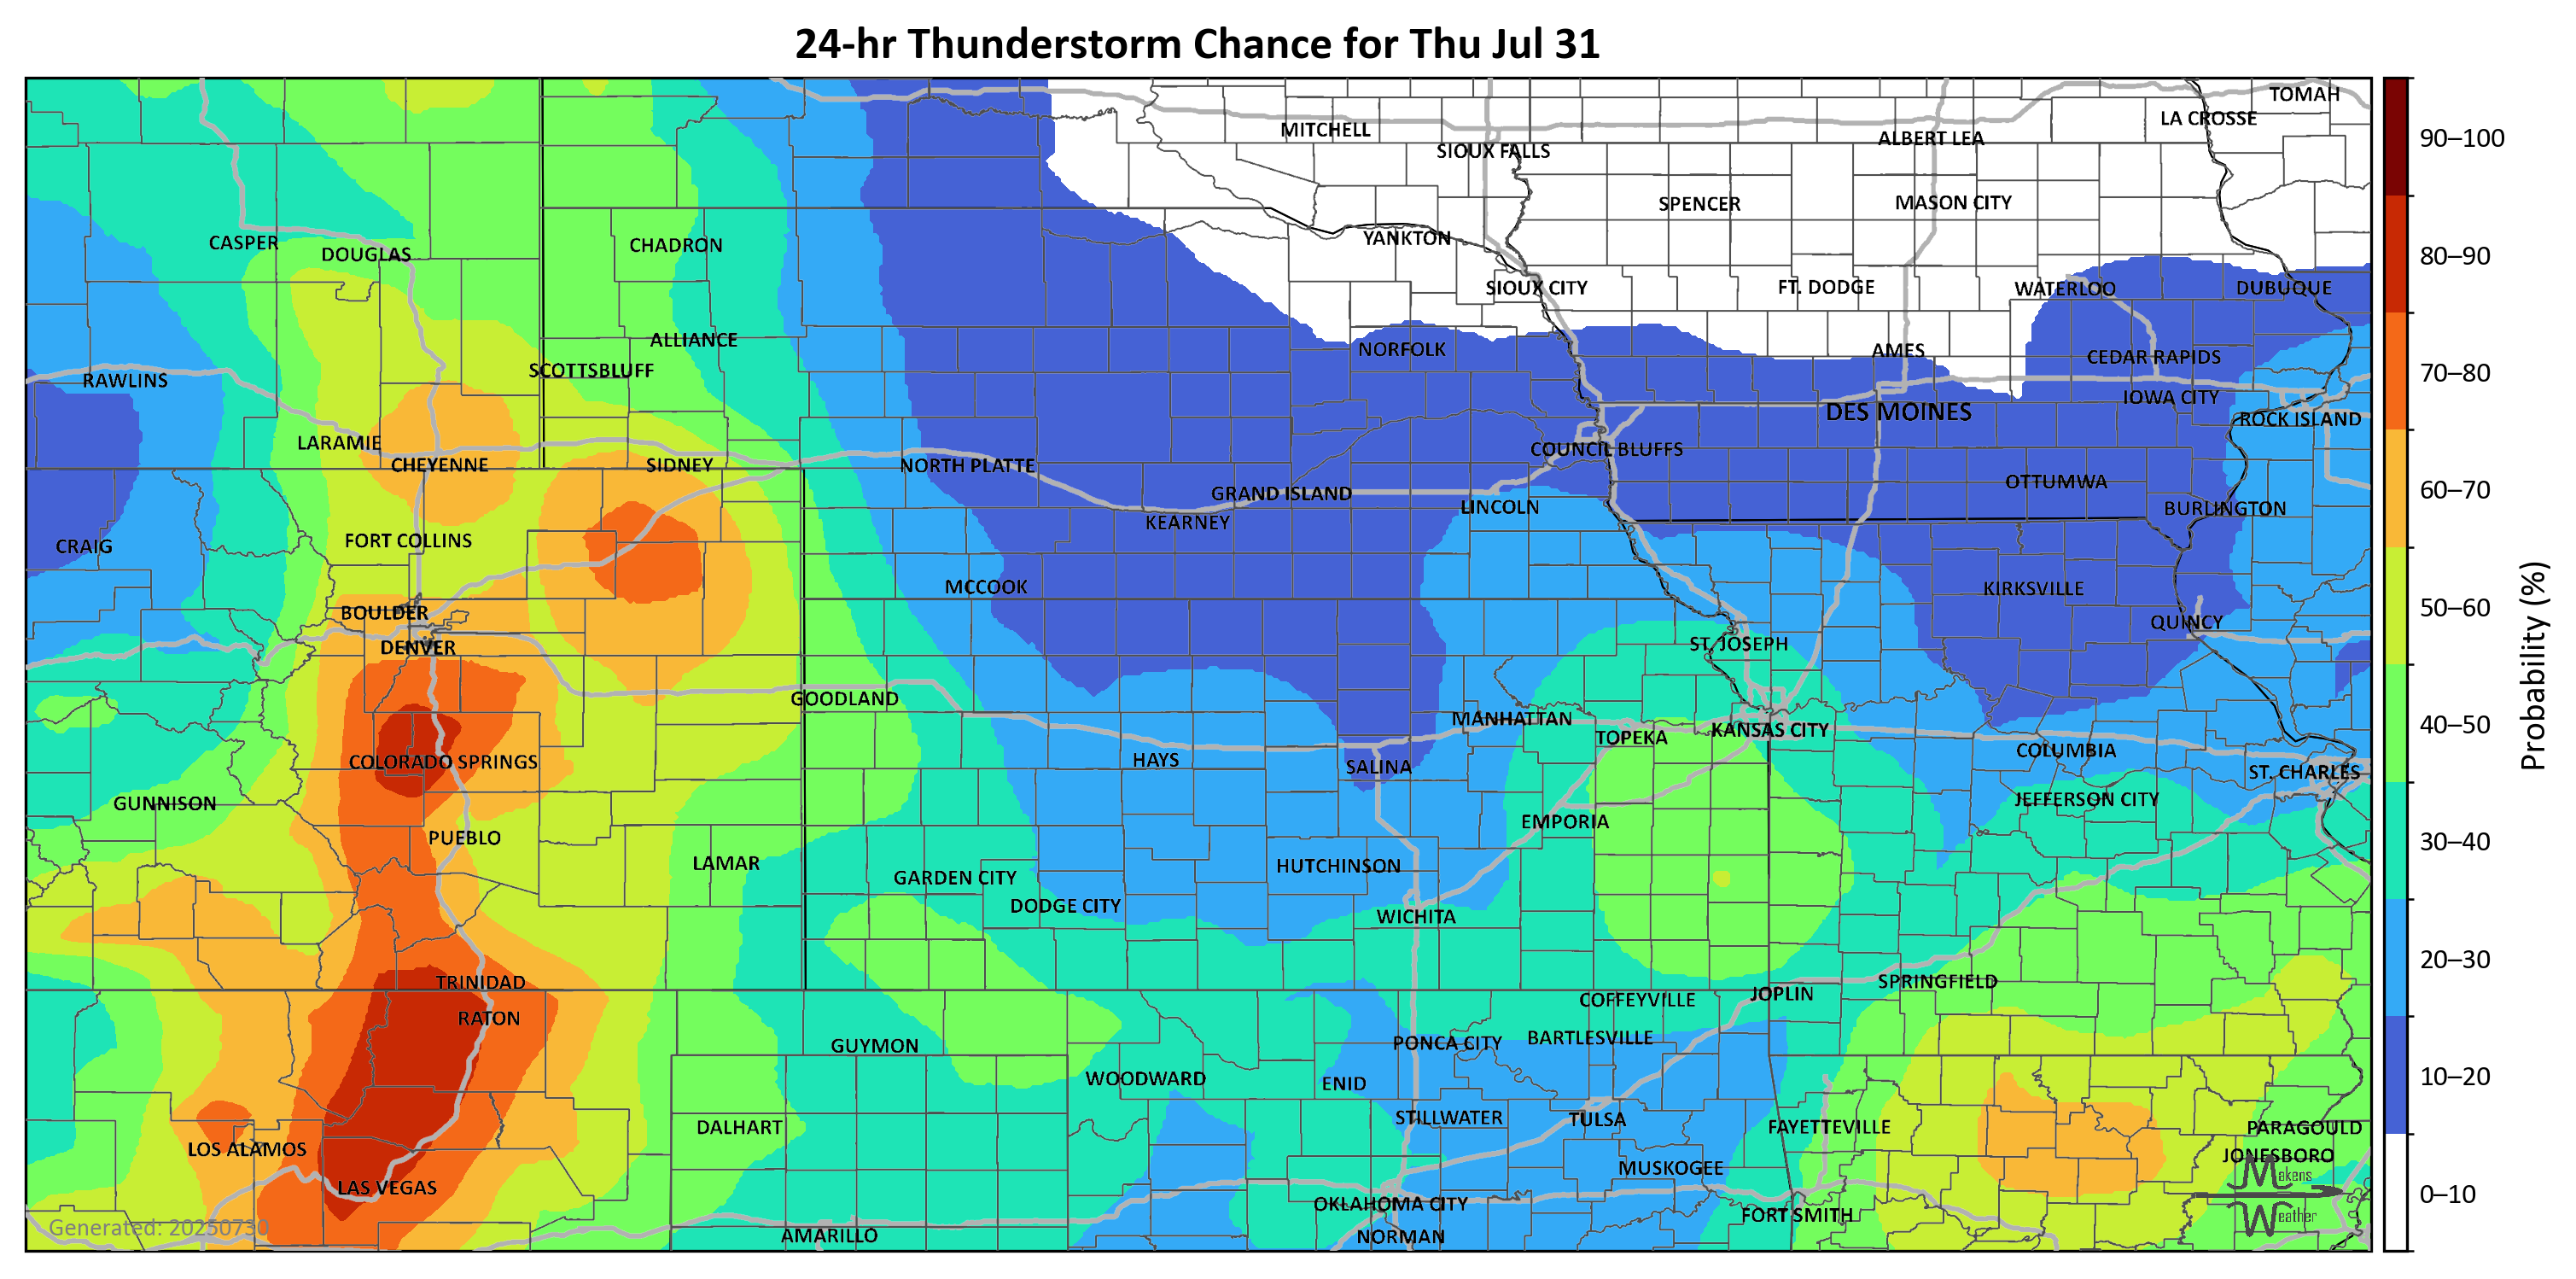 24-hr Thunderstorm Chance for Thu Jul 31
TOMAH
LA CROSSE
MITCHELL
ALBERT LEA
SIOUX FALLS
SPENCER
MASON CITY
YANKTON
CASPER
CHADRON
DOUGLAS
SIOUX CITY
FT. DODGE
WATERLOO
DUBUQUE
ALLIANCE
NORFOLK
AMES
CEDAR RAPIDS
SCOTTSBLUFF
RAWLINS
IOWA CITY
DES MOINES
ROCK ISLAND
LARAMIE
COUNCIL BLUFFS
CHEYENNE
SIDNEY
NORTH PLATTE
OTTUMWA
GRAND ISLAND
LINCOLN
BURLINGTON
KEARNEY
FORT COLLINS
CRAIG
MCCOOK
KIRKSVILLE
BOULDER
QUINCY
DENVER
ST. JOSEPH
GOODLAND
MANHATTAN
KANSAS CITY
TOPEKA
COLUMBIA
COLORADO SPRINGS
HAYS
SALINA
ST. CHARLES
GUNNISON
JEFFERSON CITY
EMPORIA
PUEBLO
LAMAR
HUTCHINSON
GARDEN CITY
DODGE CITY
WICHITA
TRINIDAD
SPRINGFIELD
JOPLIN
COFFEYVILLE
RATON
BARTLESVILLE
PONCA CITY
GUYMON
WOODWARD
ENID
STILLWATER
TULSA
DALHART
FAYETTEVILLE
PARAGOULD
LOS ALAMOS
JONESBORO
MUSKOGEE
LAS VEGAS
OKLAHOMA CITY
FORT SMITH
AMARILLO
NORMAN
Generated: 20250730
Makens
Weather
90–100
80–90
70–80
60–70
50–60
40–50
30–40
20–30
10–20
0–10
Probability (%)